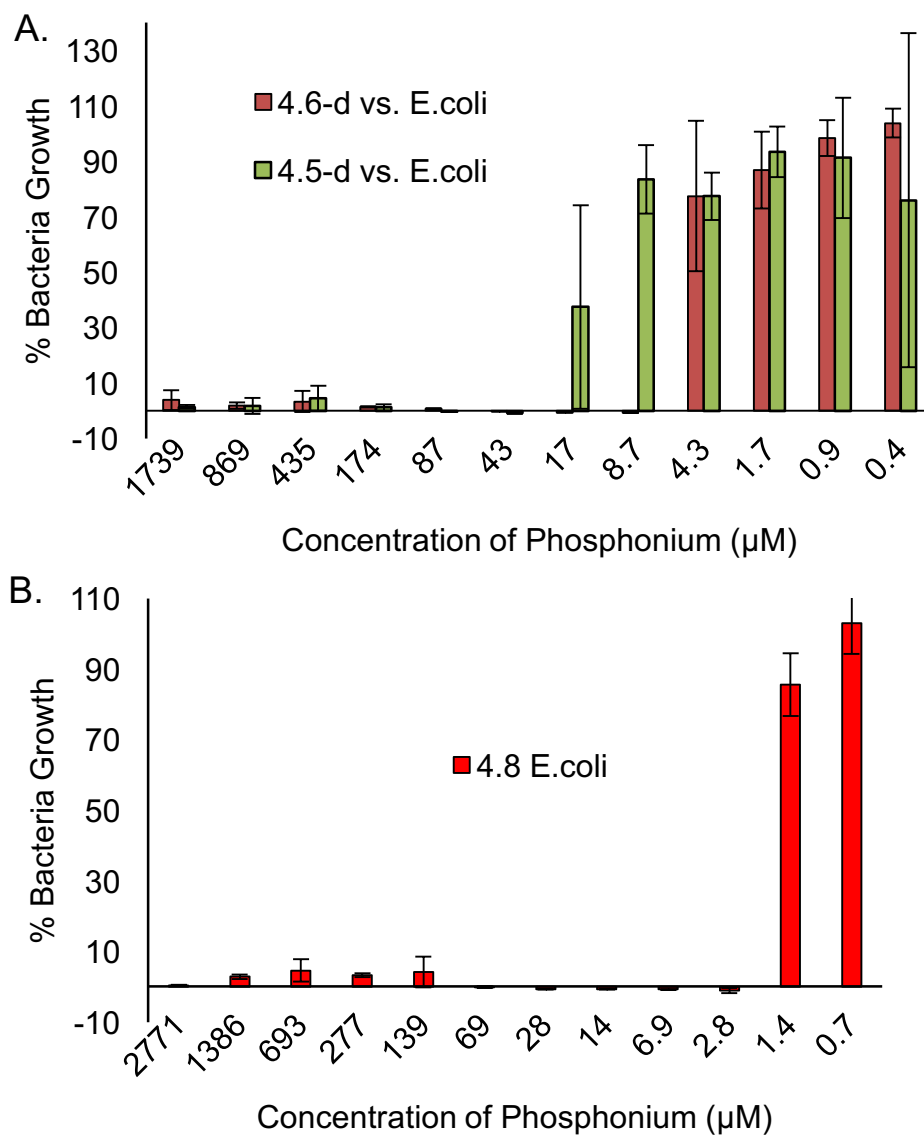 A.
% Bacteria Growth
130
110
90
70
50
30
10
-10
4.6-d vs. E.coli
4.5-d vs. E.coli
1739 869 435 174 87 43 17 8.7 4.3 1.7 0.9 0.4
Concentration of Phosphonium (µM)
B.
% Bacteria Growth
110
90
70
50
30
10
-10
4.8 E.coli
2771 1386 693 277 139 69 28 14 6.9 2.8 1.4 0.7
Concentration of Phosphonium (µM)